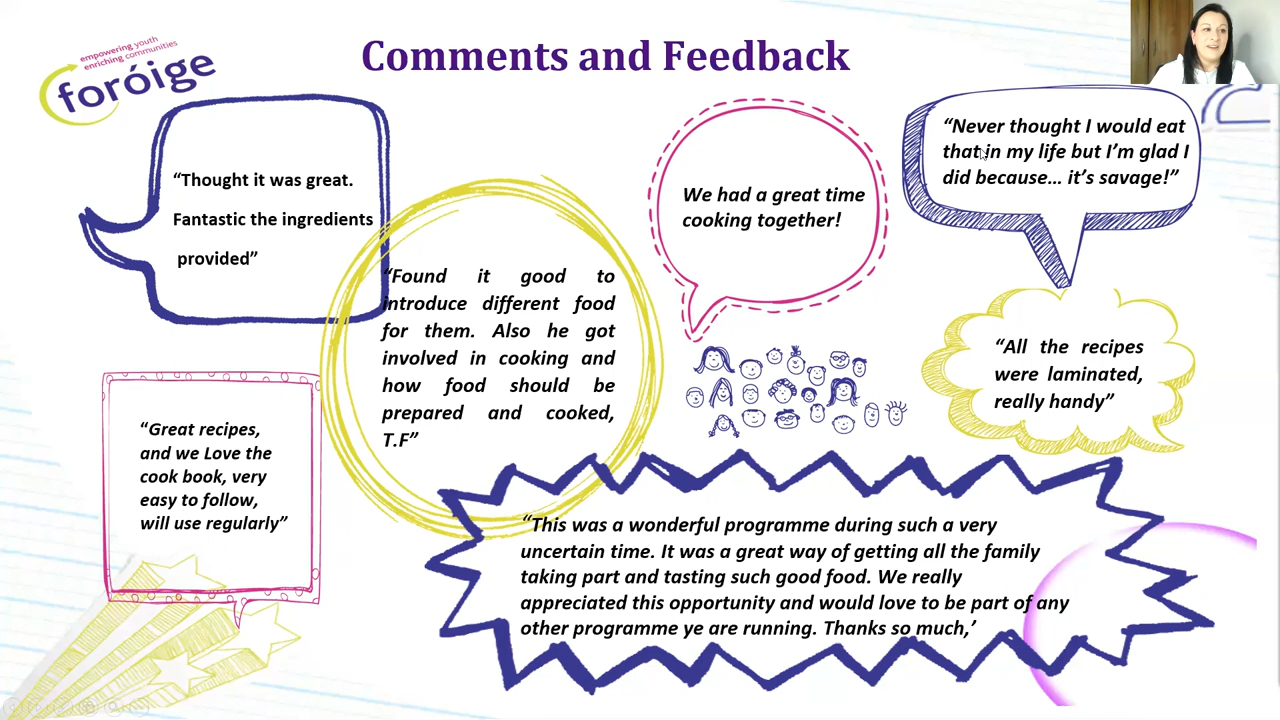 empowering youth
enriching communities
foróige
Comments and Feedback
“Thought it was great.
Fantastic the ingredients
provided”
“Found it good to
introduce different food
for them. Also he got
involved in cooking and
how food should be
prepared and cooked,
T.F”
We had a great time
cooking together!
“Never thought I would eat
that in my life but I’m glad I
did because... it’s savage!”
“All the recipes
were laminated,
really handy”
“Great recipes,
and we Love the
cook book, very
easy to follow,
will use regularly”
“This was a wonderful programme during such a very
uncertain time. It was a great way of getting all the family
taking part and tasting such good food. We really
appreciated this opportunity and would love to be part of any
other programme ye are running. Thanks so much,’